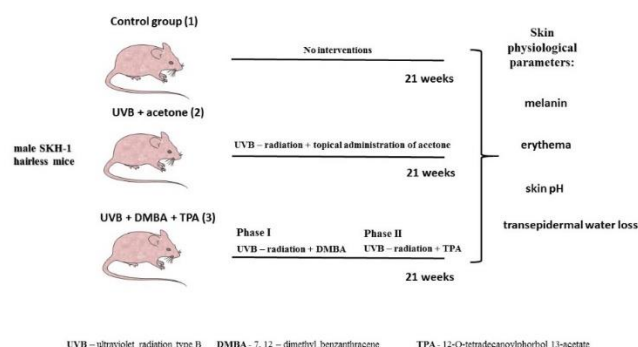 Control group (1)
No interventions
21 weeks
UVB + acetone (2)
male SKH-1
hairless mice
UVB – radiation + topical administration of acetone
21 weeks
UVB + DMBA + TPA (3)
Phase I
UVB – radiation + DMBA
Phase II
UVB – radiation + TPA
21 weeks
Skin
physiological
parameters:
melanin
erythema
skin pH
transepidermal water loss
UVB – ultraviolet radiation type B
DMBA - 7, 12 – dimethyl benzanthracene
TPA - 12-O-tetradecanoylphorbol 13-acetate